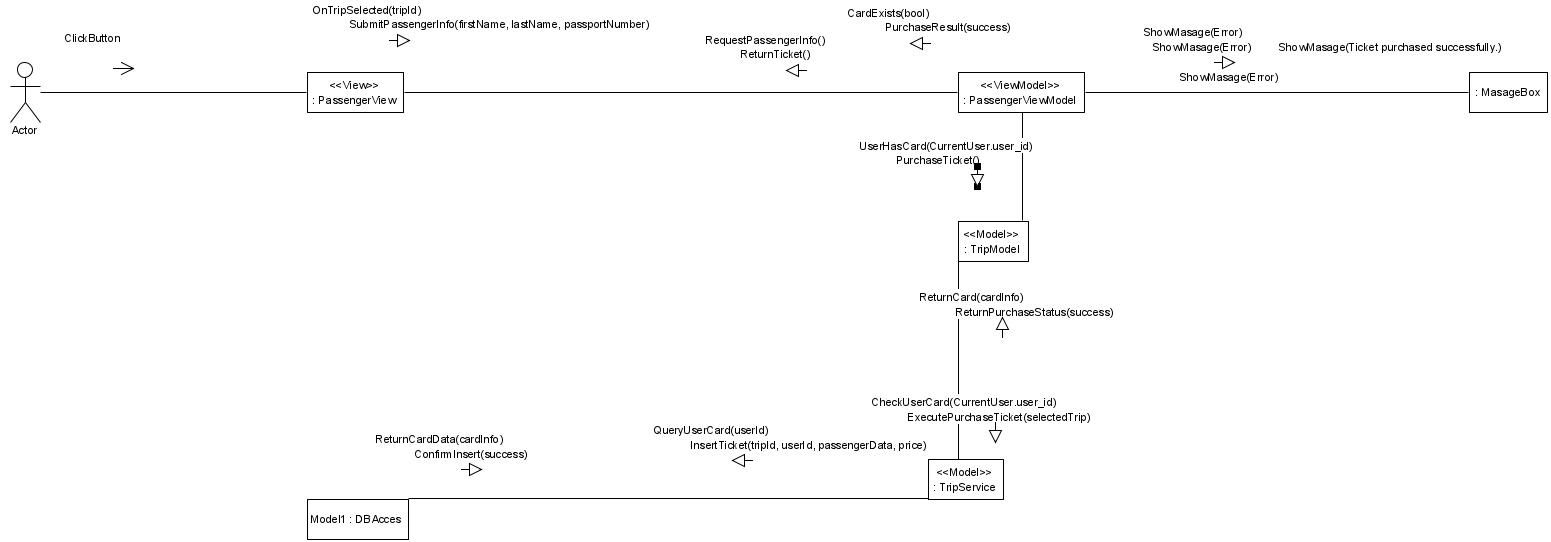 OnTripSelected(tripId)
SubmitPassengerInfo(firstName, lastName, passportNumber)
CardExists(bool)
PurchaseResult(success)
ClickButton
RequestPassengerInfo()
ReturnTicket()
ShowMasage(Error)
ShowMasage(Error)
ShowMasage(Ticket purchased successfully.)
ShowMasage(Error)
<<View>>
: PassengerView
<<ViewModel>>
: PassengerViewModel
: MasageBox
Actor
UserHasCard(CurrentUser.user_id)
PurchaseTicket()
<<Model>>
: TripModel
ReturnCard(cardInfo)
ReturnPurchaseStatus(success)
CheckUserCard(CurrentUser.user_id)
ExecutePurchaseTicket(selectedTrip)
QueryUserCard(userId)
InsertTicket(tripId, userId, passengerData, price)
ReturnCardData(cardInfo)
ConfirmInsert(success)
<<Model>>
: TripService
Model1 : DBAcces